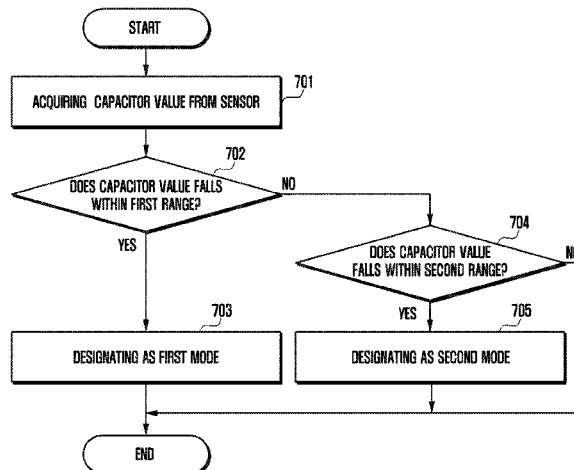 START
ACQUIRING CAPACITOR VALUE FROM SENSOR
701
702
DOES CAPACITOR VALUE FALLS
WITHIN FIRST RANGE?
NO
YES
704
DOES CAPACITOR VALUE
FALLS WITHIN SECOND RANGE?
YES
703
DESIGNATING AS FIRST MODE
705
DESIGNATING AS SECOND MODE
END